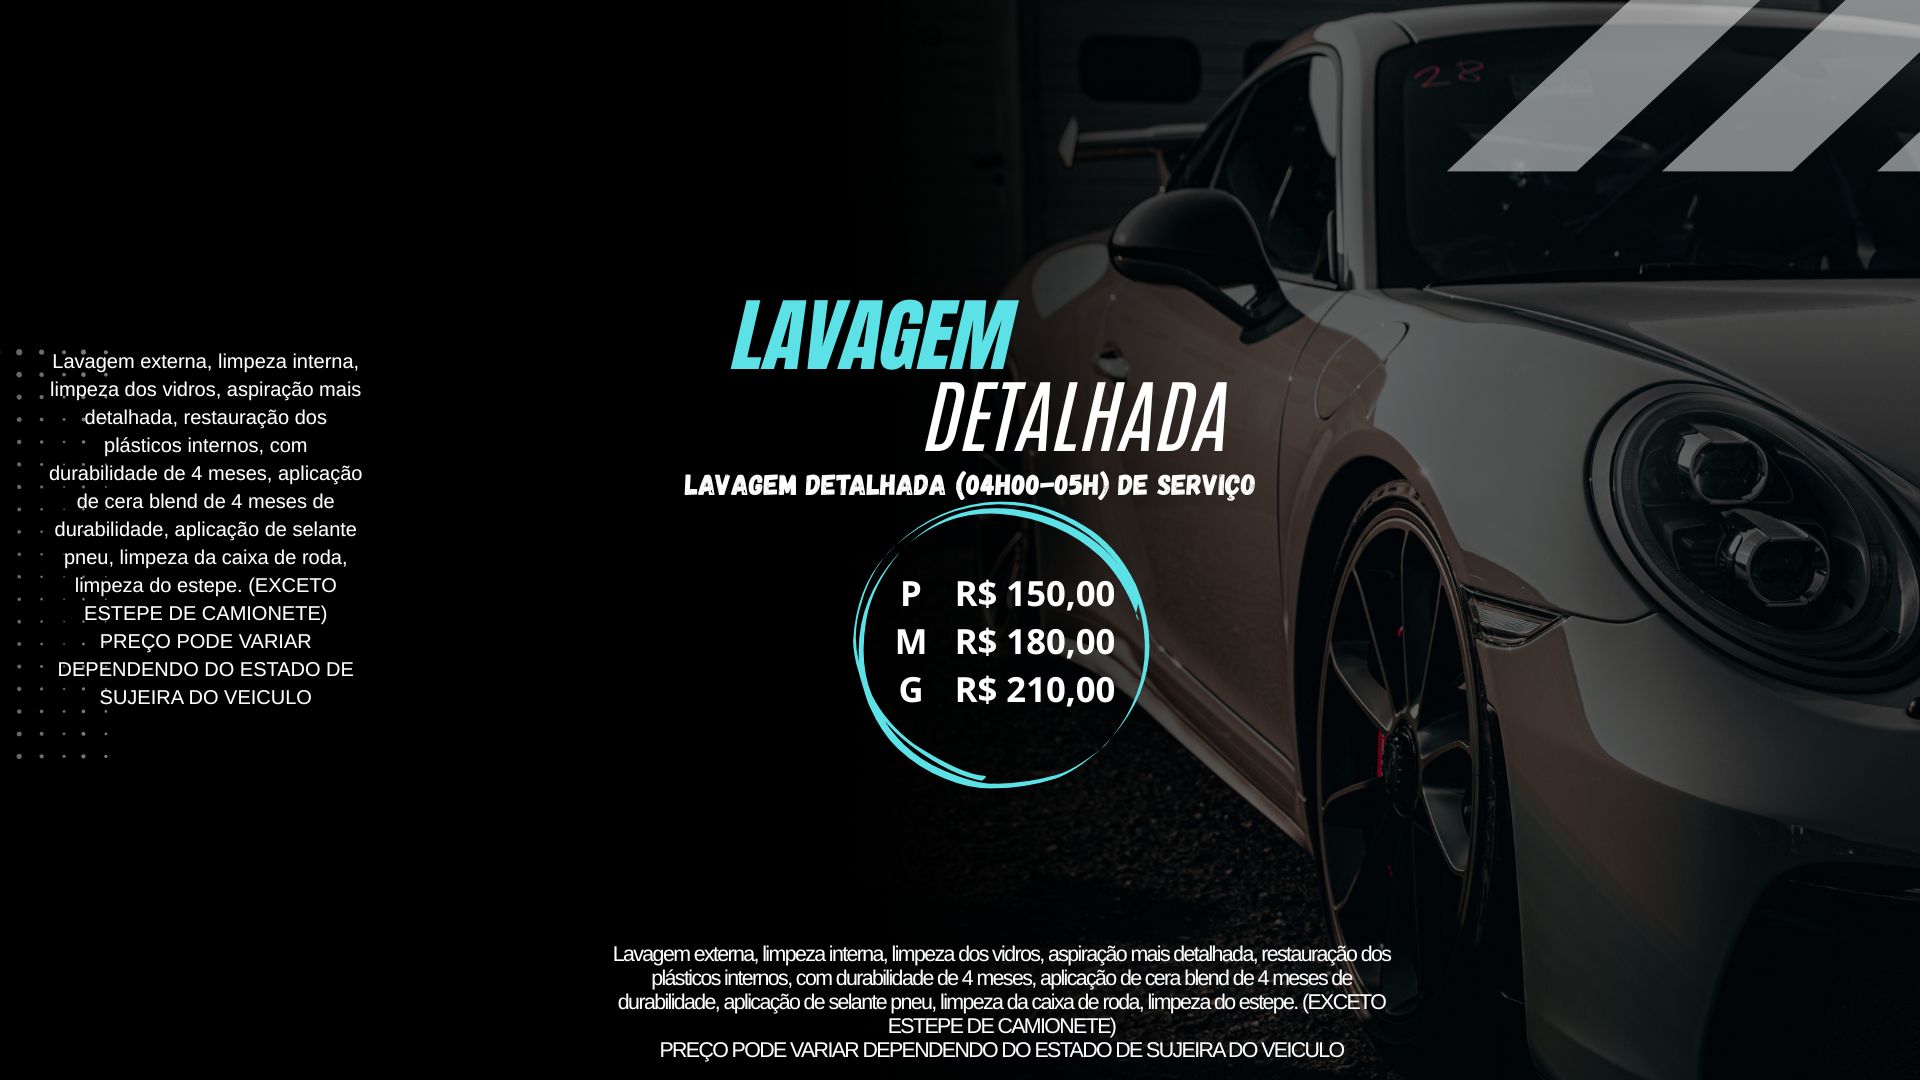 28
LAVAGEM
DETALHADA
LAVAGEM DETALHADA (04H00-05H) DE SERVIÇO
P R$ 150,00
M R$ 180,00
G R$ 210,00
Lavagem externa, limpeza interna,
limpeza dos vidros, aspiração mais
detalhada, restauração dos
plásticos internos, com
durabilidade de 4 meses, aplicação
de cera blend de 4 meses de
durabilidade, aplicação de selante
pneu, limpeza da caixa de roda,
limpeza do estepe. (EXCETO
ESTEPE DE CAMIONETE)
PREÇO PODE VARIAR
DEPENDENDO DO ESTADO DE
SUJEIRA DO VEICULO
Lavagem externa, limpeza interna, limpeza dos vidros, aspiração mais detalhada, restauração dos
plásticos internos, com durabilidade de 4 meses, aplicação de cera blend de 4 meses de
durabilidade, aplicação de selante pneu, limpeza da caixa de roda, limpeza do estepe. (EXCETO
ESTEPE DE CAMIONETE)
PREÇO PODE VARIAR DEPENDENDO DO ESTADO DE SUJEIRA DO VEICULO